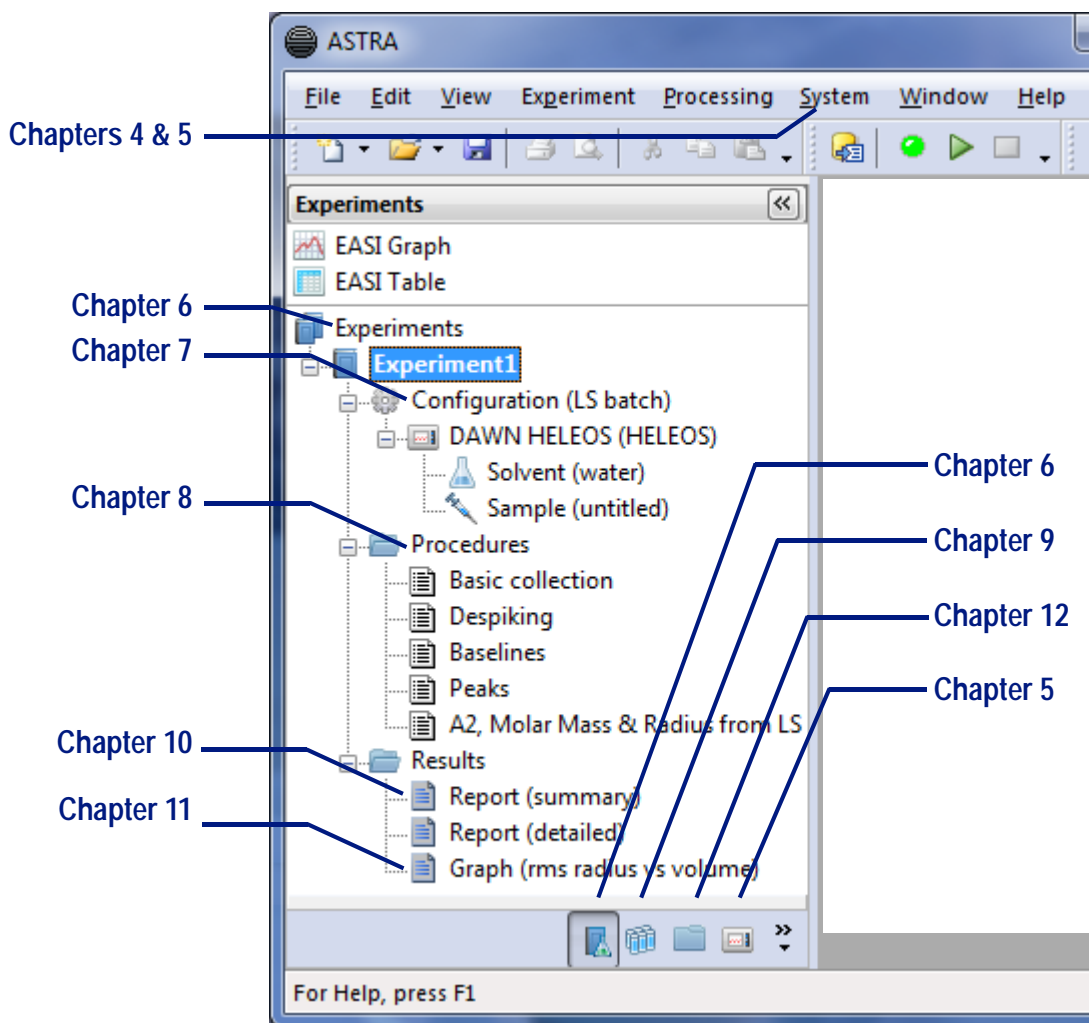 ASTRA
File Edit View Experiment Processing System Window Help
Chapters 4 & 5
Experiments
EASI Graph
EASI Table
Chapter 6
Experiments
Chapter 7
Experiment1
Configuration (LS batch)
DAWN HELEOS (HELEOS)
Chapter 6
Solvent (water)
Chapter 8
Sample (untitled)
Chapter 9
Procedures
Basic collection
Chapter 12
Despiking
Baselines
Chapter 5
Peaks
A2, Molar Mass & Radius from LS
Chapter 10
Results
Report (summary)
Chapter 11
Report (detailed)
Graph (rms radius vs volume)
For Help, press F1